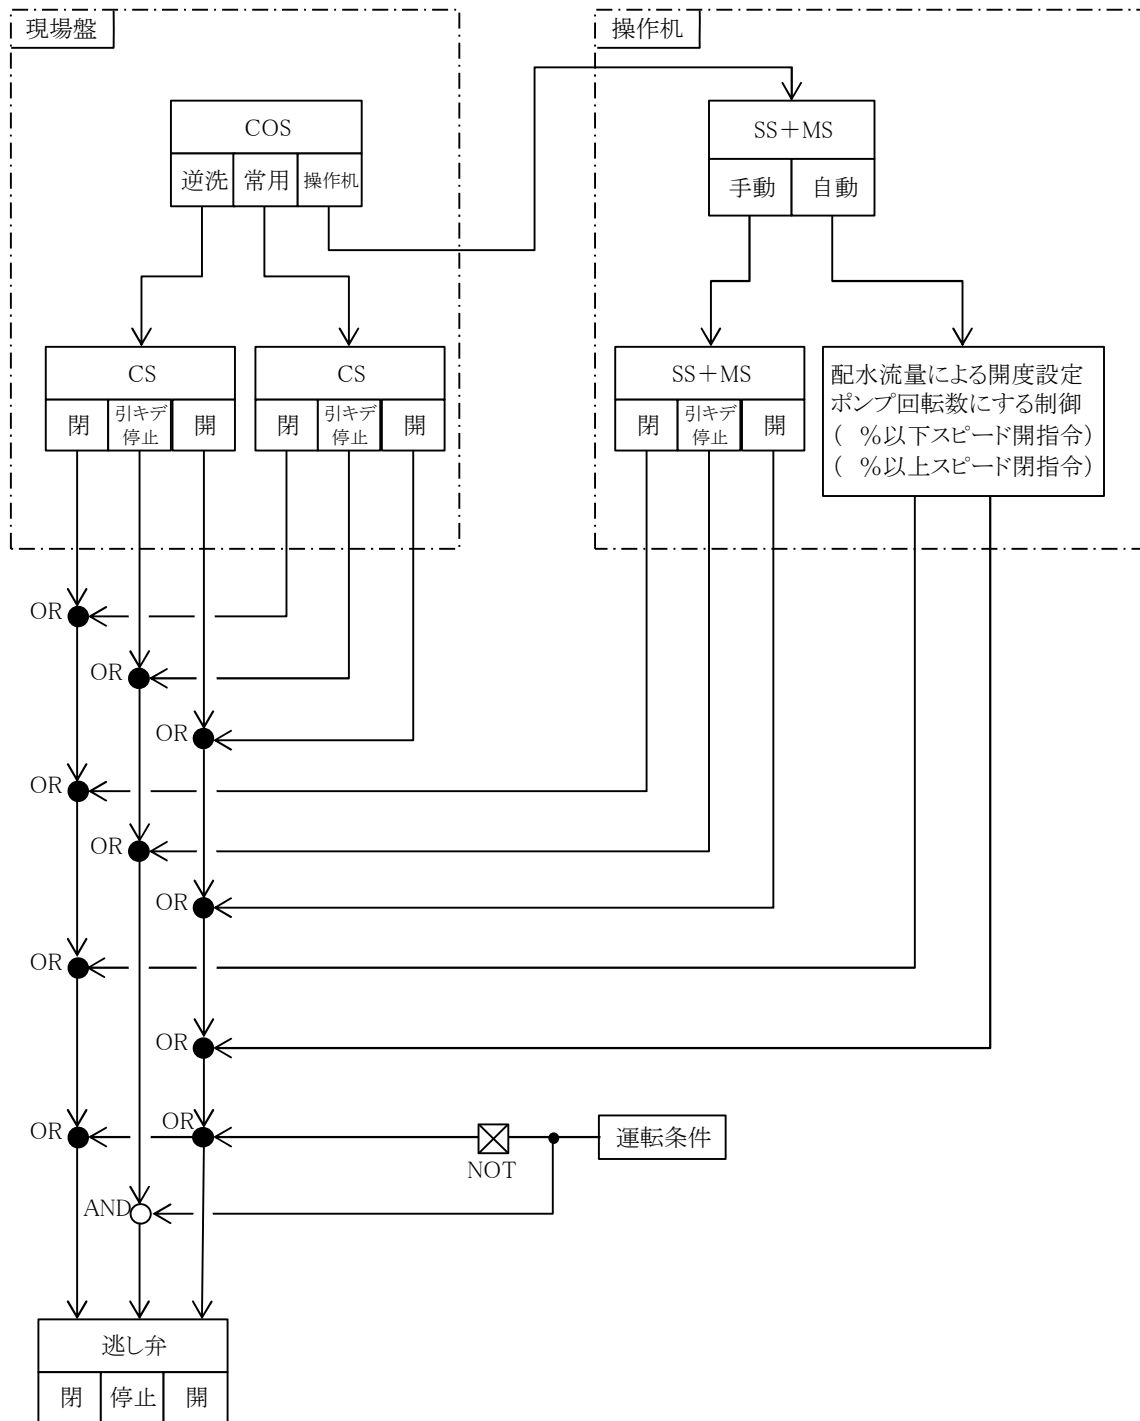 現場盤
操作机
COS
逆洗 常用 操作机
SS+MS
手動 自動
CS
閉 引キデ停止 開
CS
閉 引キデ停止 開
SS+MS
閉 引キデ停止 開
配水流量による開度設定
ポンプ回転数にする制御
( %以下スピード開指令)
( %以上スピード閉指令)
OR
OR
OR
OR
OR
OR
OR
OR
OR
OR
NOT
運転条件
AND
逃し弁
閉 停止 開